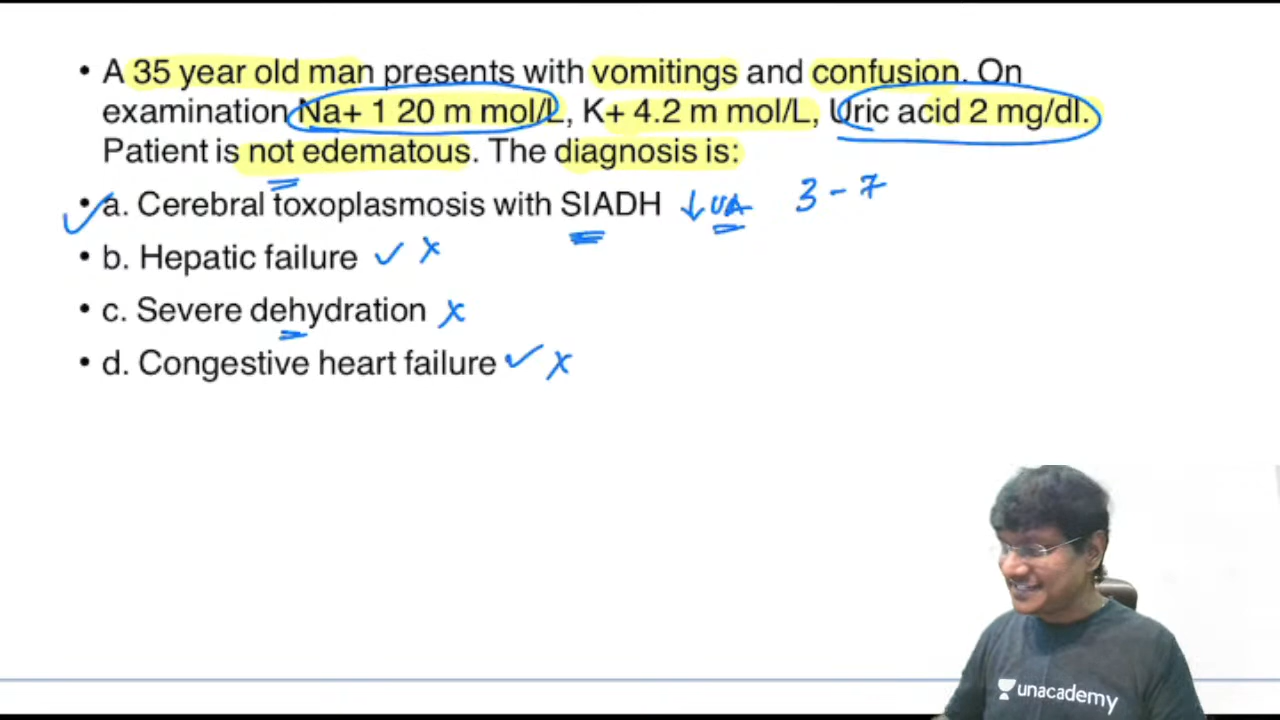 • A 35 year old man presents with vomitings and confusion. On
examination Na+ 1 20 m mol/L, K+ 4.2 m mol/L, Uric acid 2 mg/dl.
Patient is not edematous. The diagnosis is:
• a. Cerebral toxoplasmosis with SIADH ↓ UA 3 - 7
• b. Hepatic failure ✓ x
• c. Severe dehydration x
• d. Congestive heart failure ✓ x
unacademy